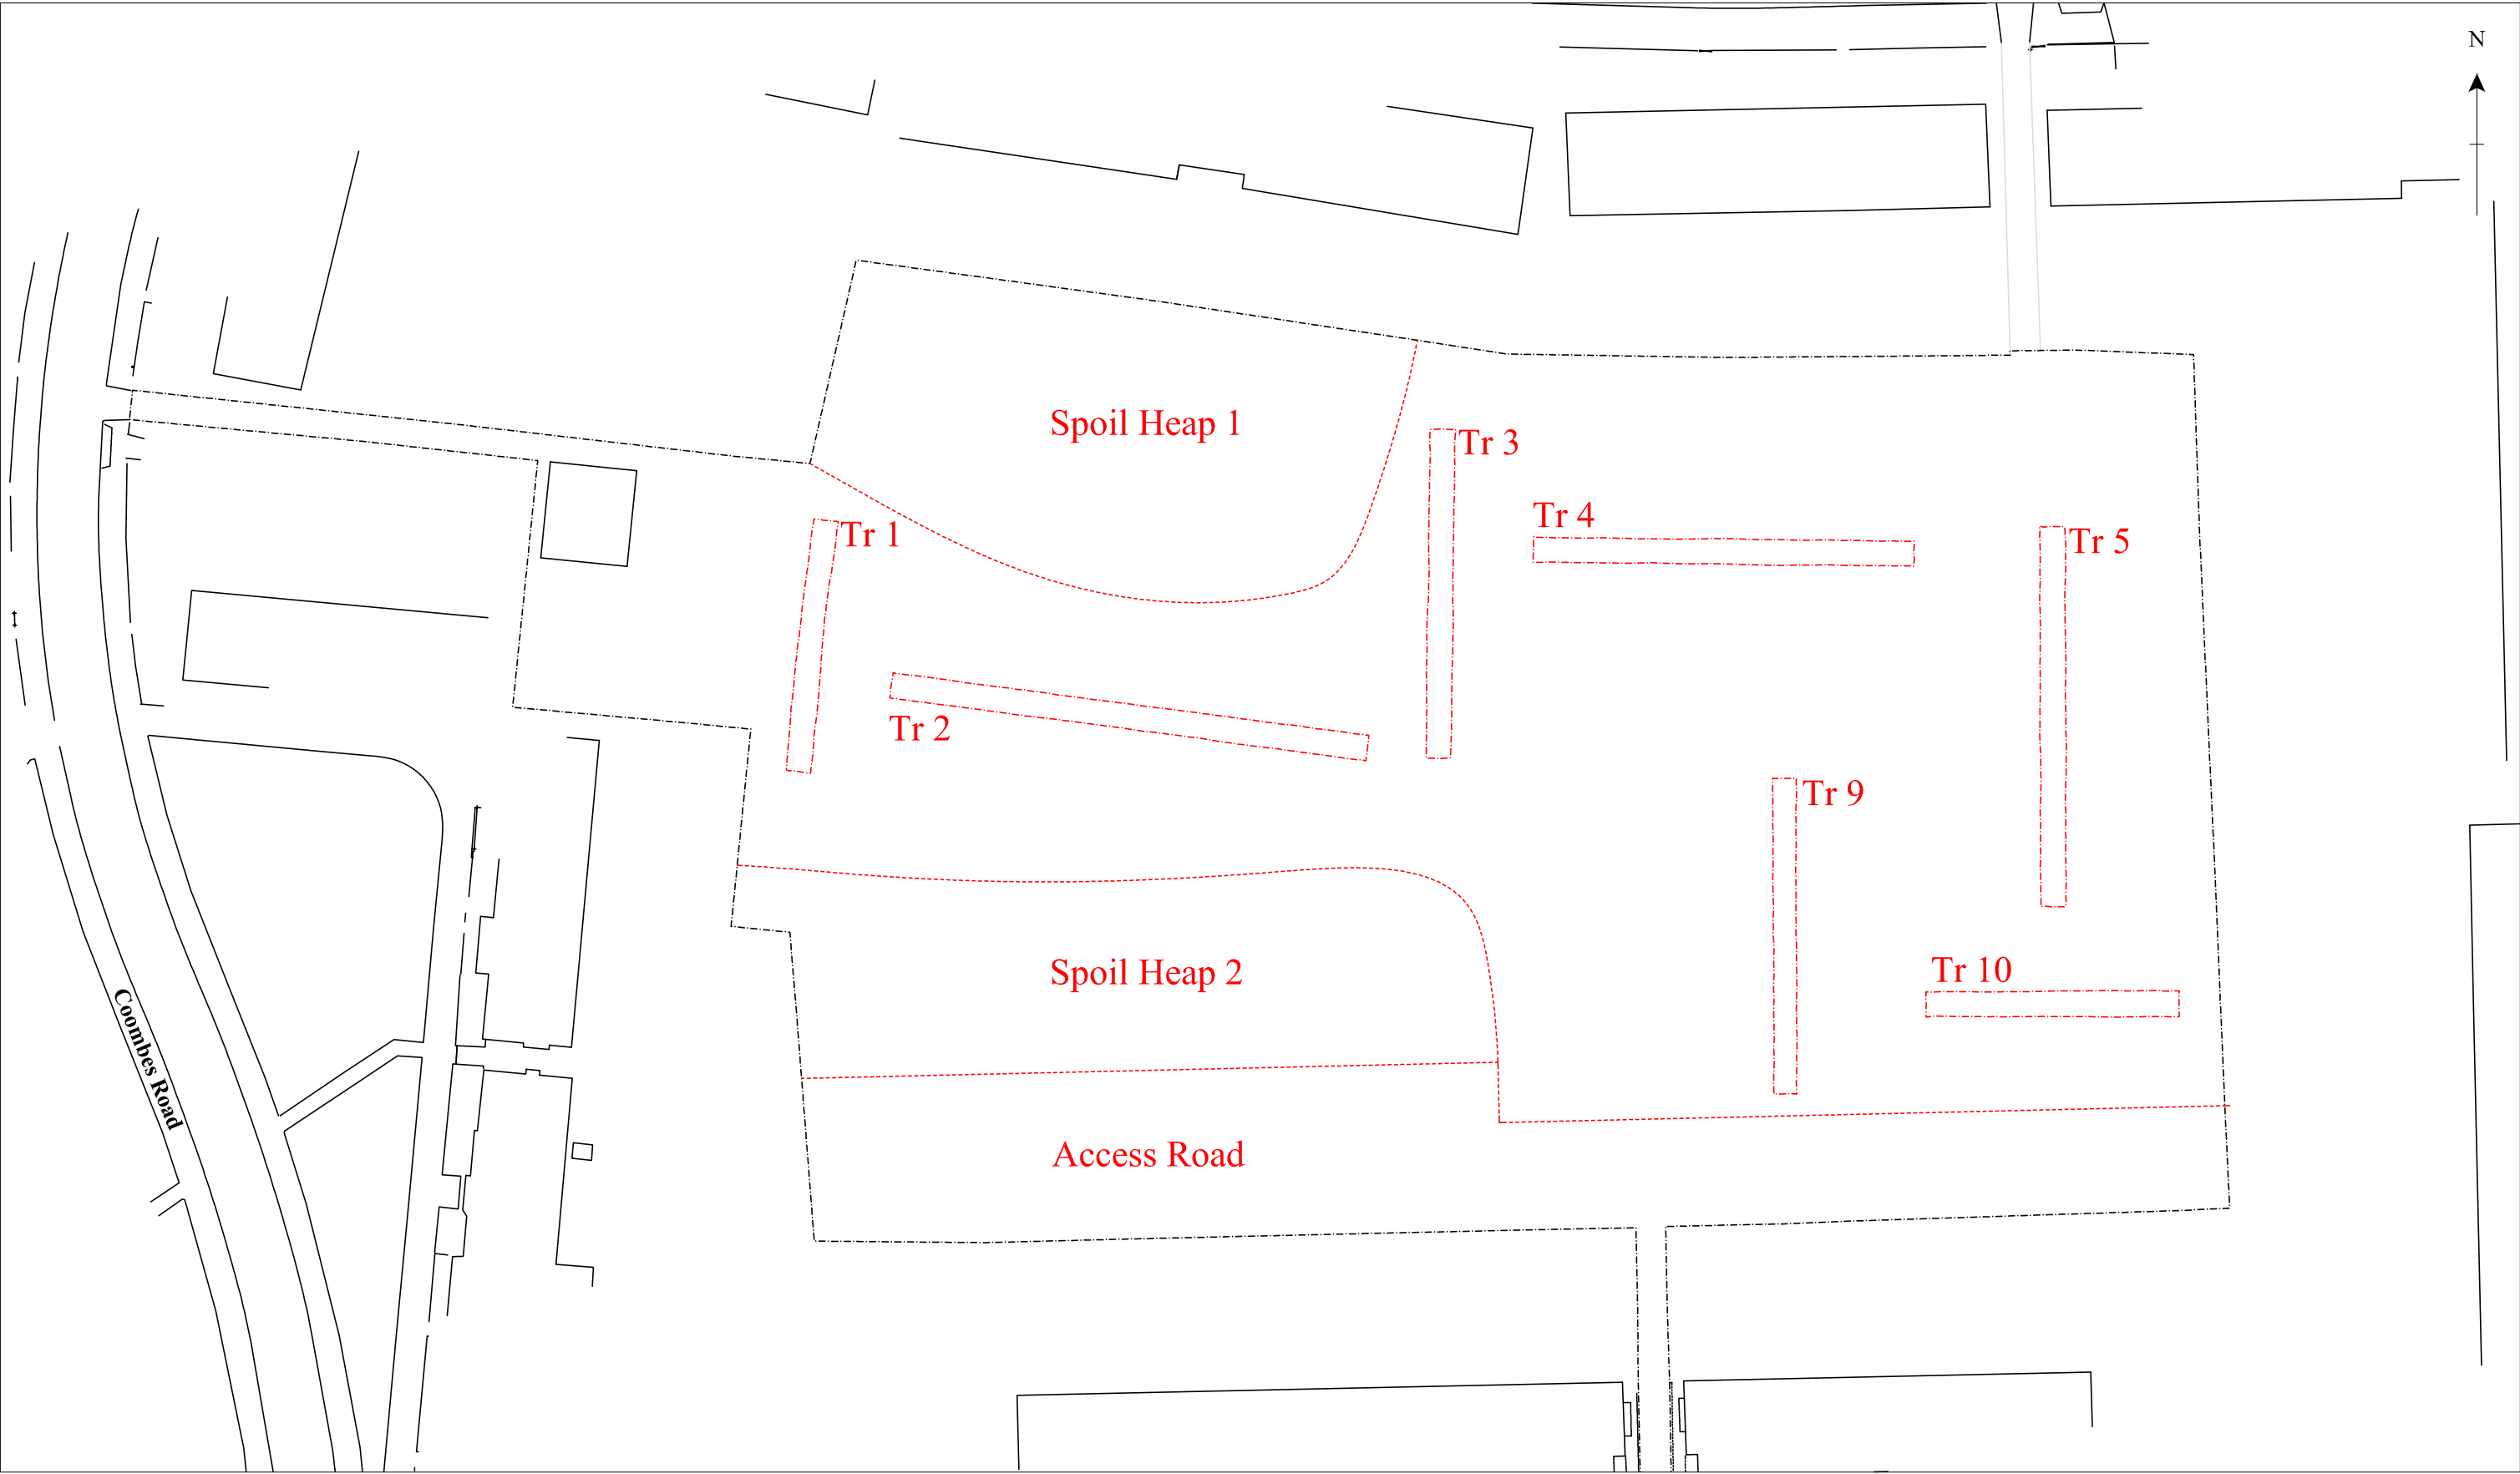 N
Spoil Heap 1
Tr 3
Tr 4
Tr 1
Tr 5
Tr 2
Tr 9
Spoil Heap 2
Tr 10
Coombes Road
Access Road